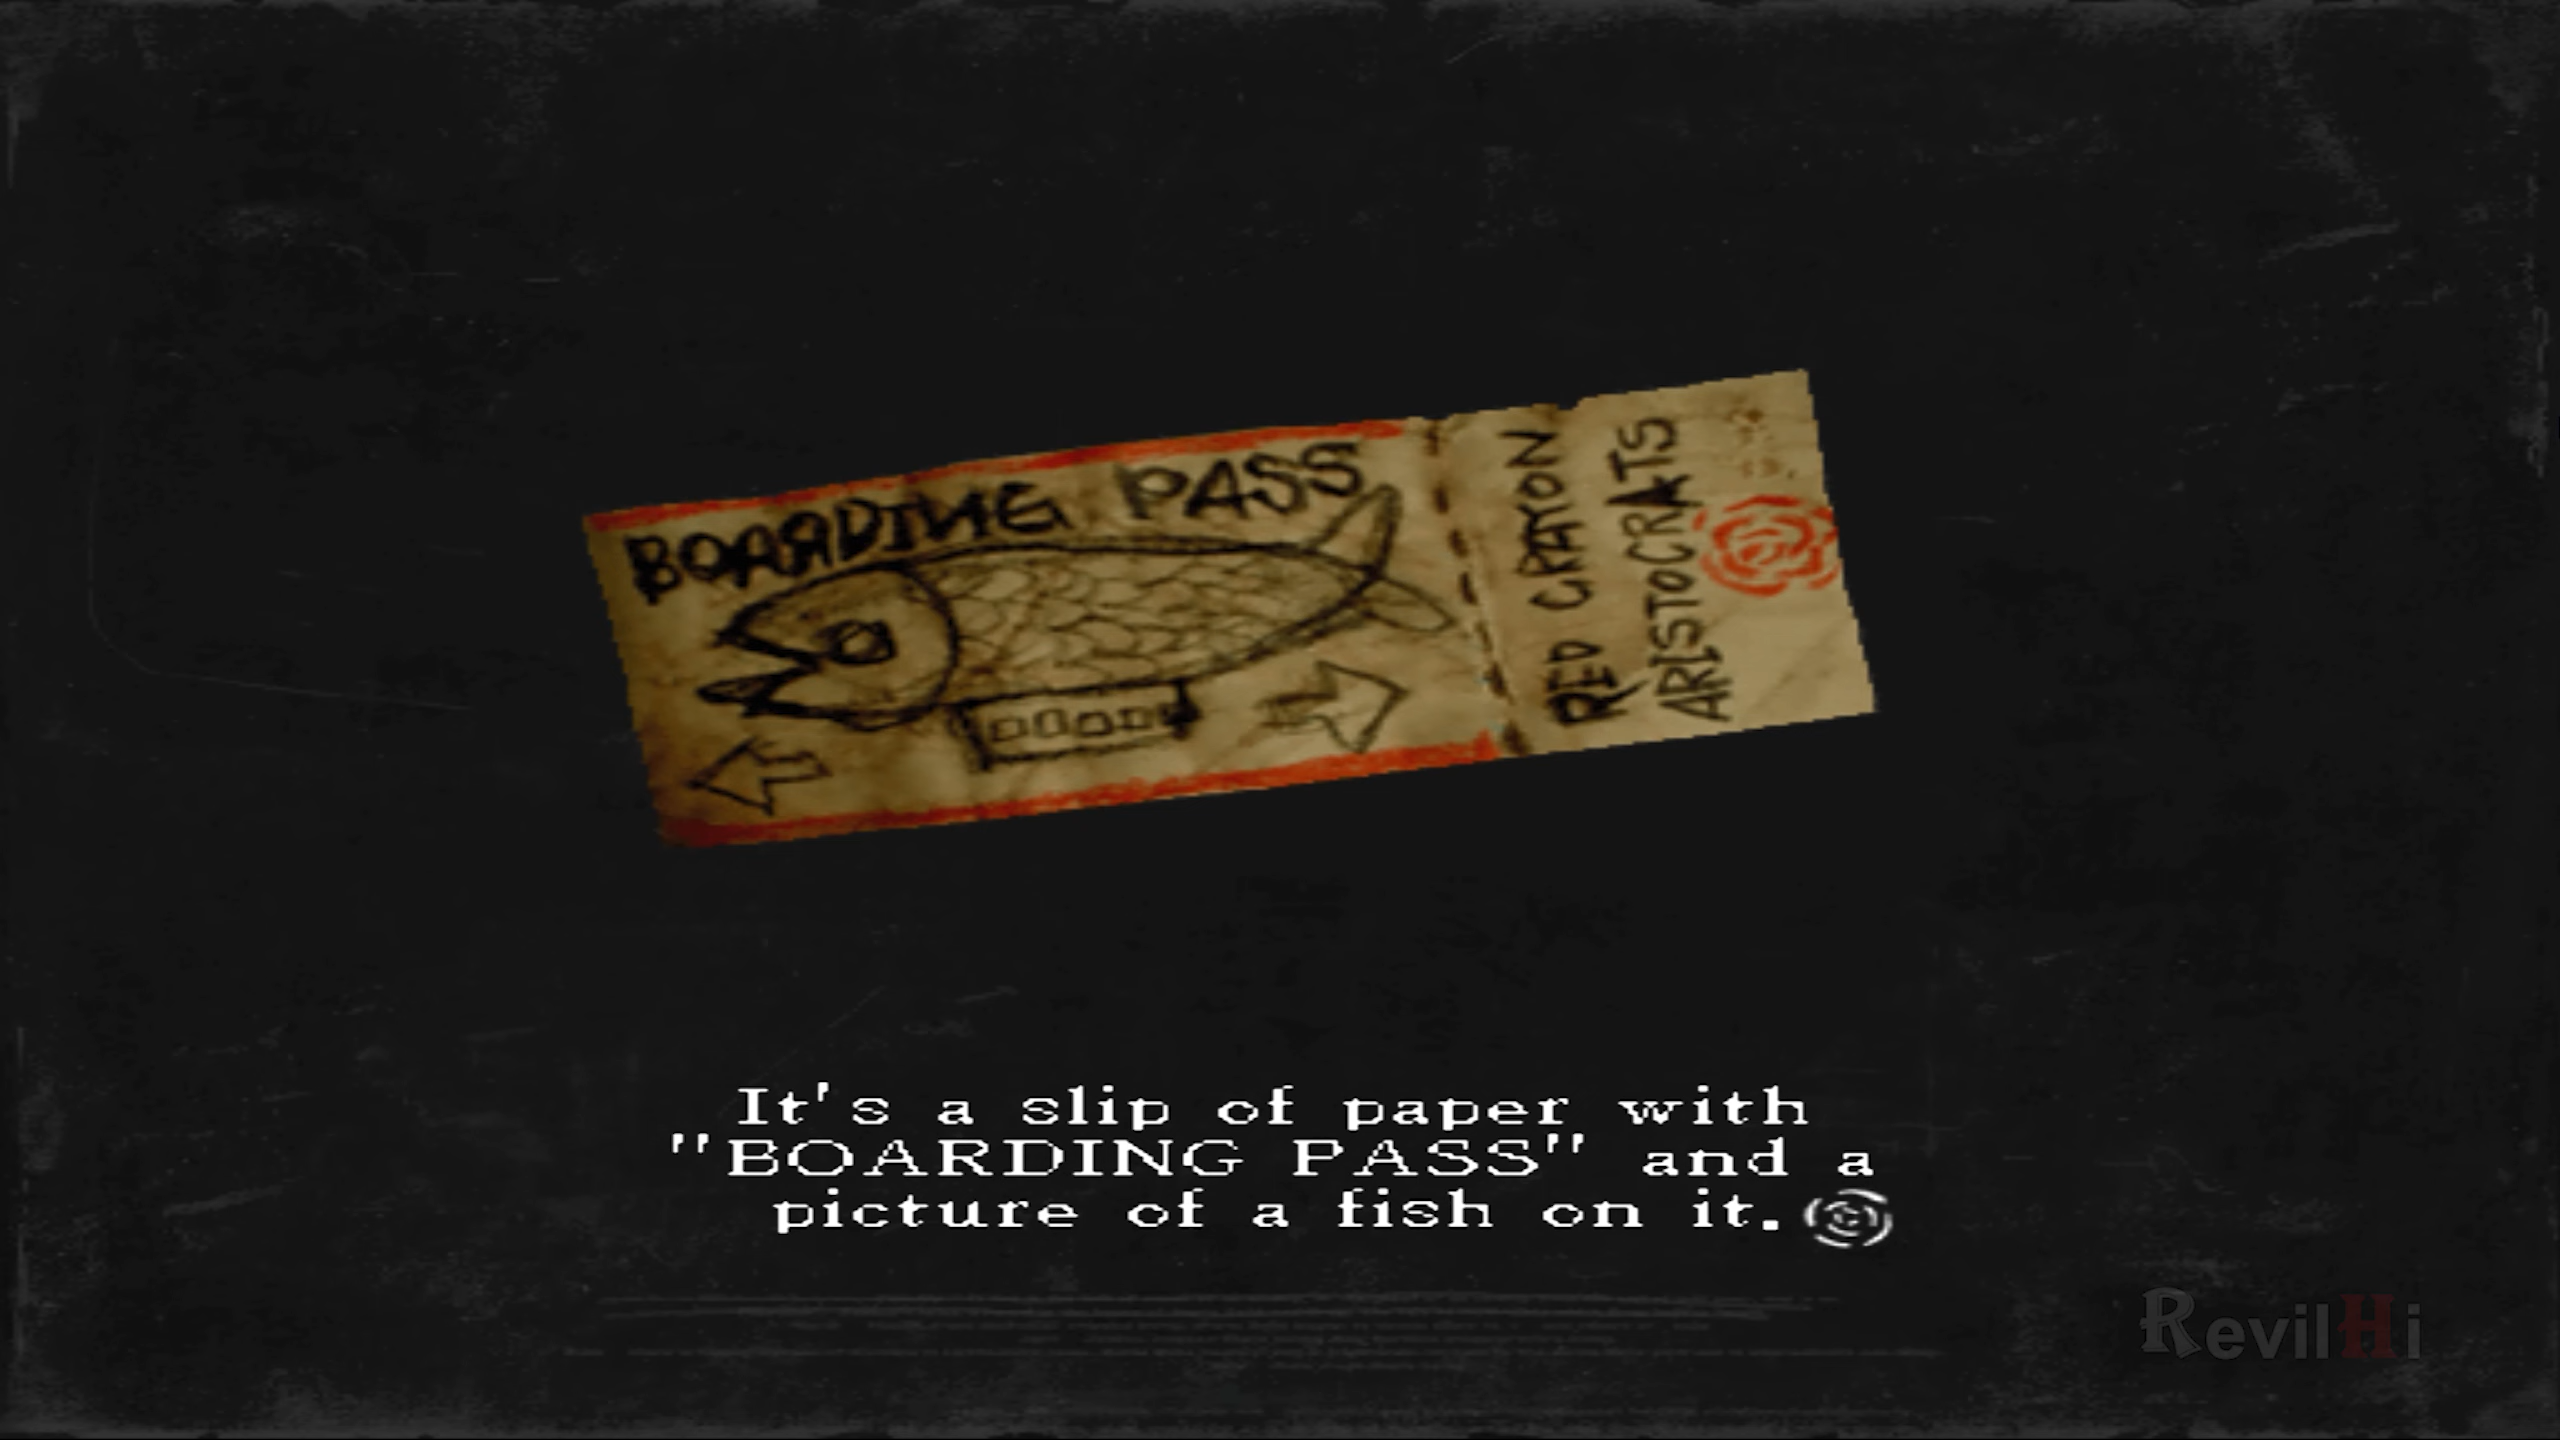 BOARDING PASS
RED CRAYON
ARISTOCRATS
It's a slip of paper with
"BOARDING PASS" and a
picture of a fish on it.
RevilHi